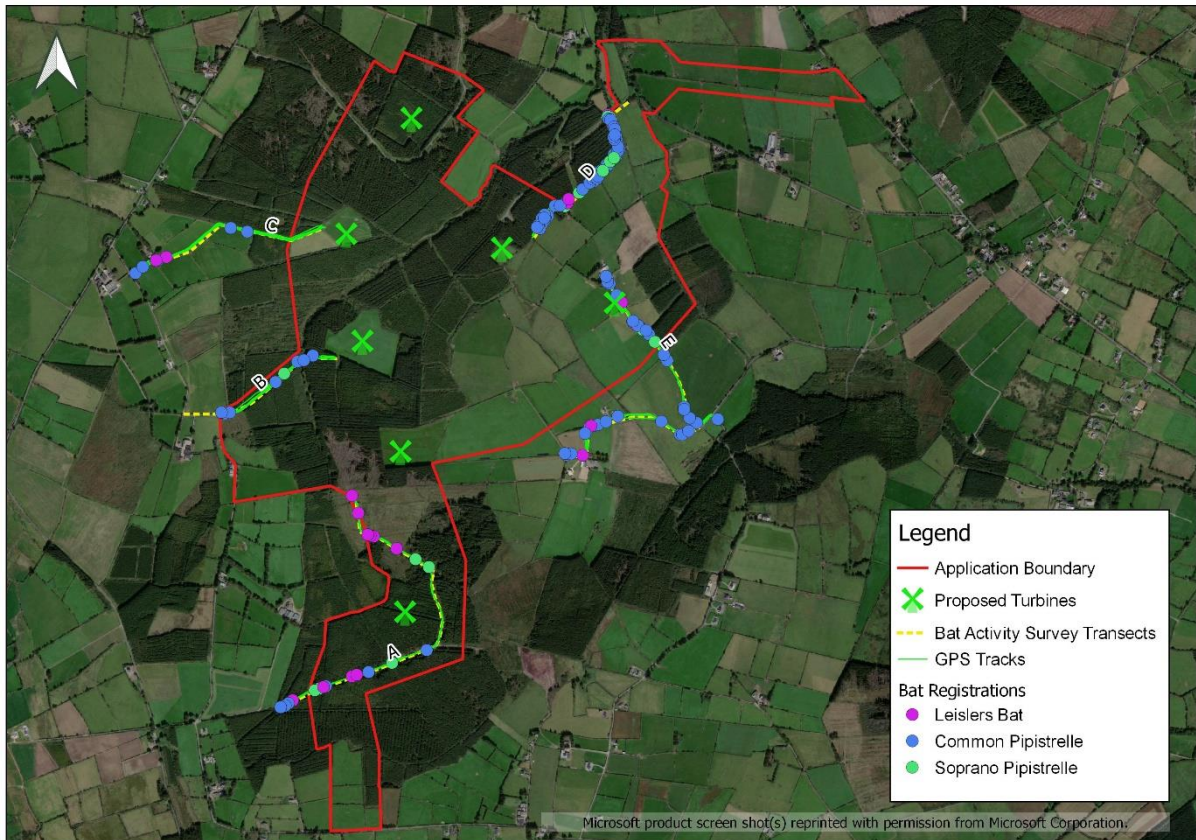 D
C
E
B
A
Legend
Application Boundary
Proposed Turbines
Bat Activity Survey Transects
GPS Tracks
Bat Registrations
Leislers Bat
Common Pipistrelle
Soprano Pipistrelle
Microsoft product screen shot(s) reprinted with permission from Microsoft Corporation.